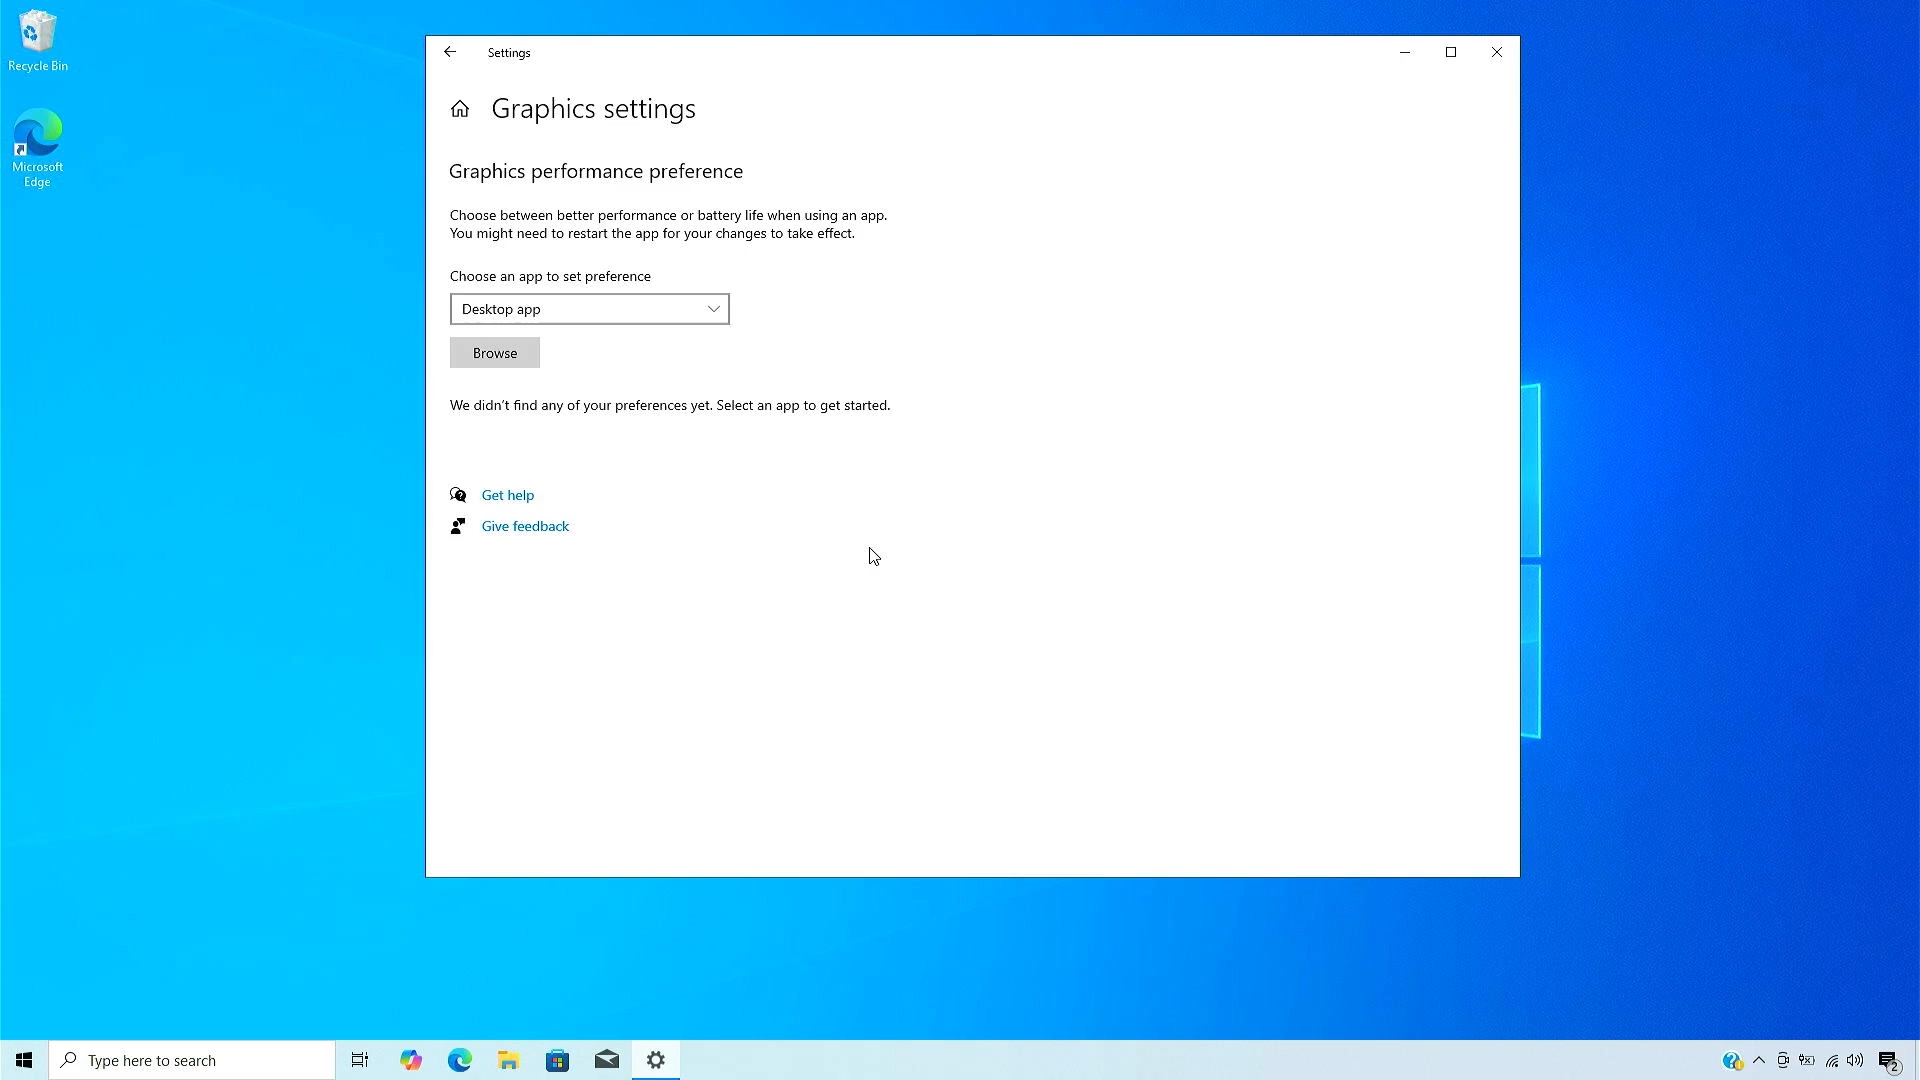 Recycle Bin
Microsoft
Edge
Settings
Graphics settings
Graphics performance preference
Choose between better performance or battery life when using an app.
You might need to restart the app for your changes to take effect.
Choose an app to set preference
Desktop app
Browse
We didn't find any of your preferences yet. Select an app to get started.
Get help
Give feedback
Type here to search
2